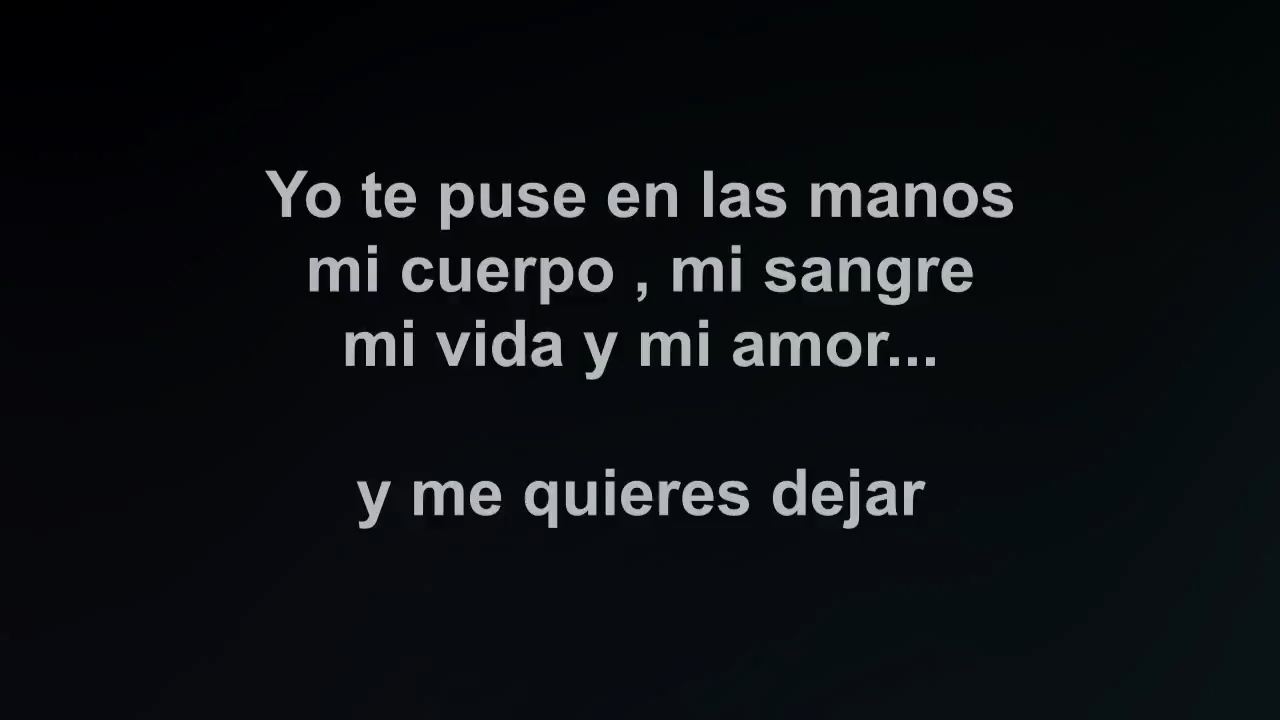 Yo te puse en las manos
mi cuerpo , mi sangre
mi vida y mi amor...
y me quieres dejar